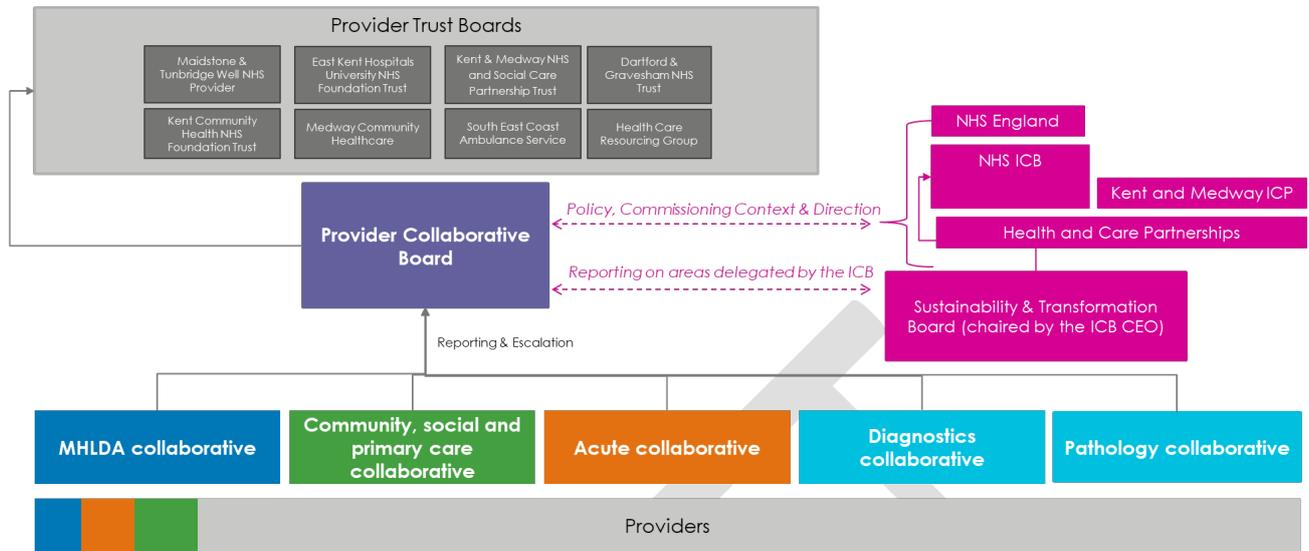 Provider Trust Boards
Maidstone &
Tunbridge Well NHS
Provider
East Kent Hospitals
University NHS
Foundation Trust
Kent & Medway NHS
and Social Care
Partnership Trust
Dartford &
Gravesham NHS
Trust
Kent Community
Health NHS
Foundation Trust
Medway Community
Healthcare
South East Coast
Ambulance Service
Health Care
Resourcing Group
NHS England
NHS ICB
Kent and Medway ICP
Health and Care Partnerships
Provider Collaborative
Board
Policy, Commissioning Context & Direction
Reporting on areas delegated by the ICB
Sustainability & Transformation
Board (chaired by the ICB CEO)
Reporting & Escalation
MHLDA collaborative
Community, social and
primary care
collaborative
Acute collaborative
Diagnostics
collaborative
Pathology collaborative
Providers